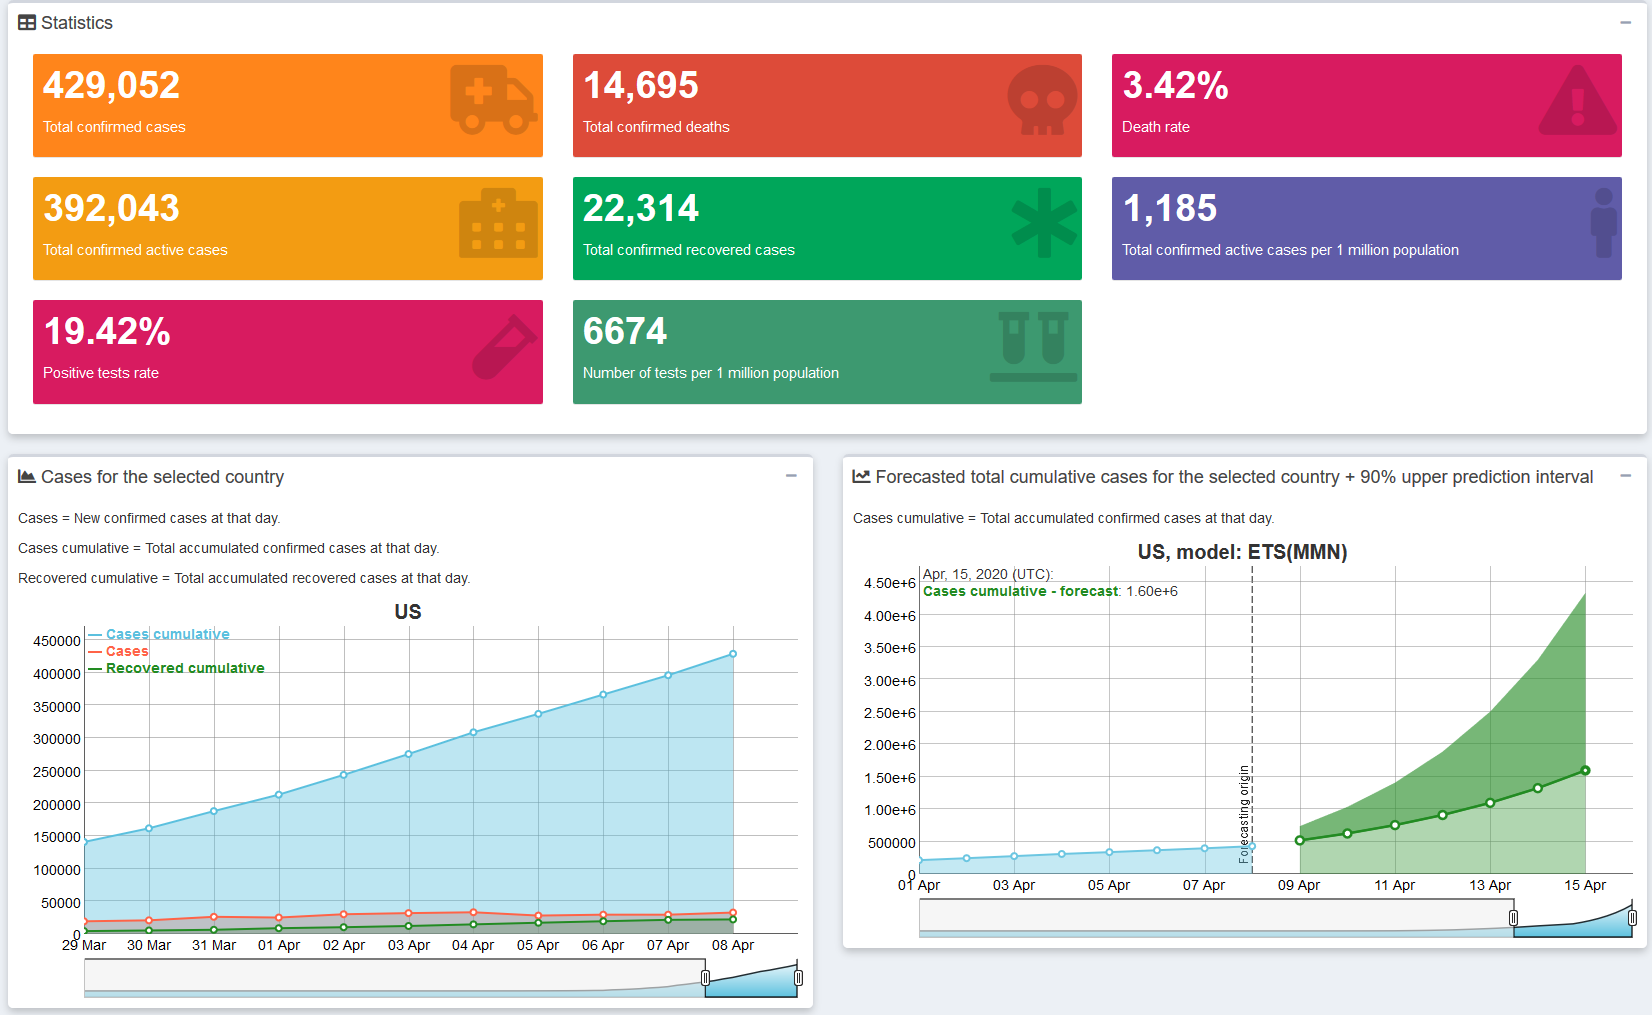 Statistics
429,052
Total confirmed cases
14,695
Total confirmed deaths
3.42%
Death rate
392,043
Total confirmed active cases
22,314
Total confirmed recovered cases
1,185
Total confirmed active cases per 1 million population
19.42%
Positive tests rate
6674
Number of tests per 1 million population
Cases for the selected country
Cases = New confirmed cases at that day.
Cases cumulative = Total accumulated confirmed cases at that day.
Recovered cumulative = Total accumulated recovered cases at that day.
US
Cases cumulative
Cases
Recovered cumulative
450000
400000
350000
300000
250000
200000
150000
100000
50000
0
29 Mar 30 Mar 31 Mar 01 Apr 02 Apr 03 Apr 04 Apr 05 Apr 06 Apr 07 Apr 08 Apr
Forecasted total cumulative cases for the selected country + 90% upper prediction interval
Cases cumulative = Total accumulated confirmed cases at that day.
US, model: ETS(MMN)
Apr, 15, 2020 (UTC):
Cases cumulative - forecast: 1.60e+6
4.50e+6
4.00e+6
3.50e+6
3.00e+6
2.50e+6
2.00e+6
1.50e+6
1.00e+6
500000
0
Forecasting origin
01 Apr 03 Apr 05 Apr 07 Apr 09 Apr 11 Apr 13 Apr 15 Apr